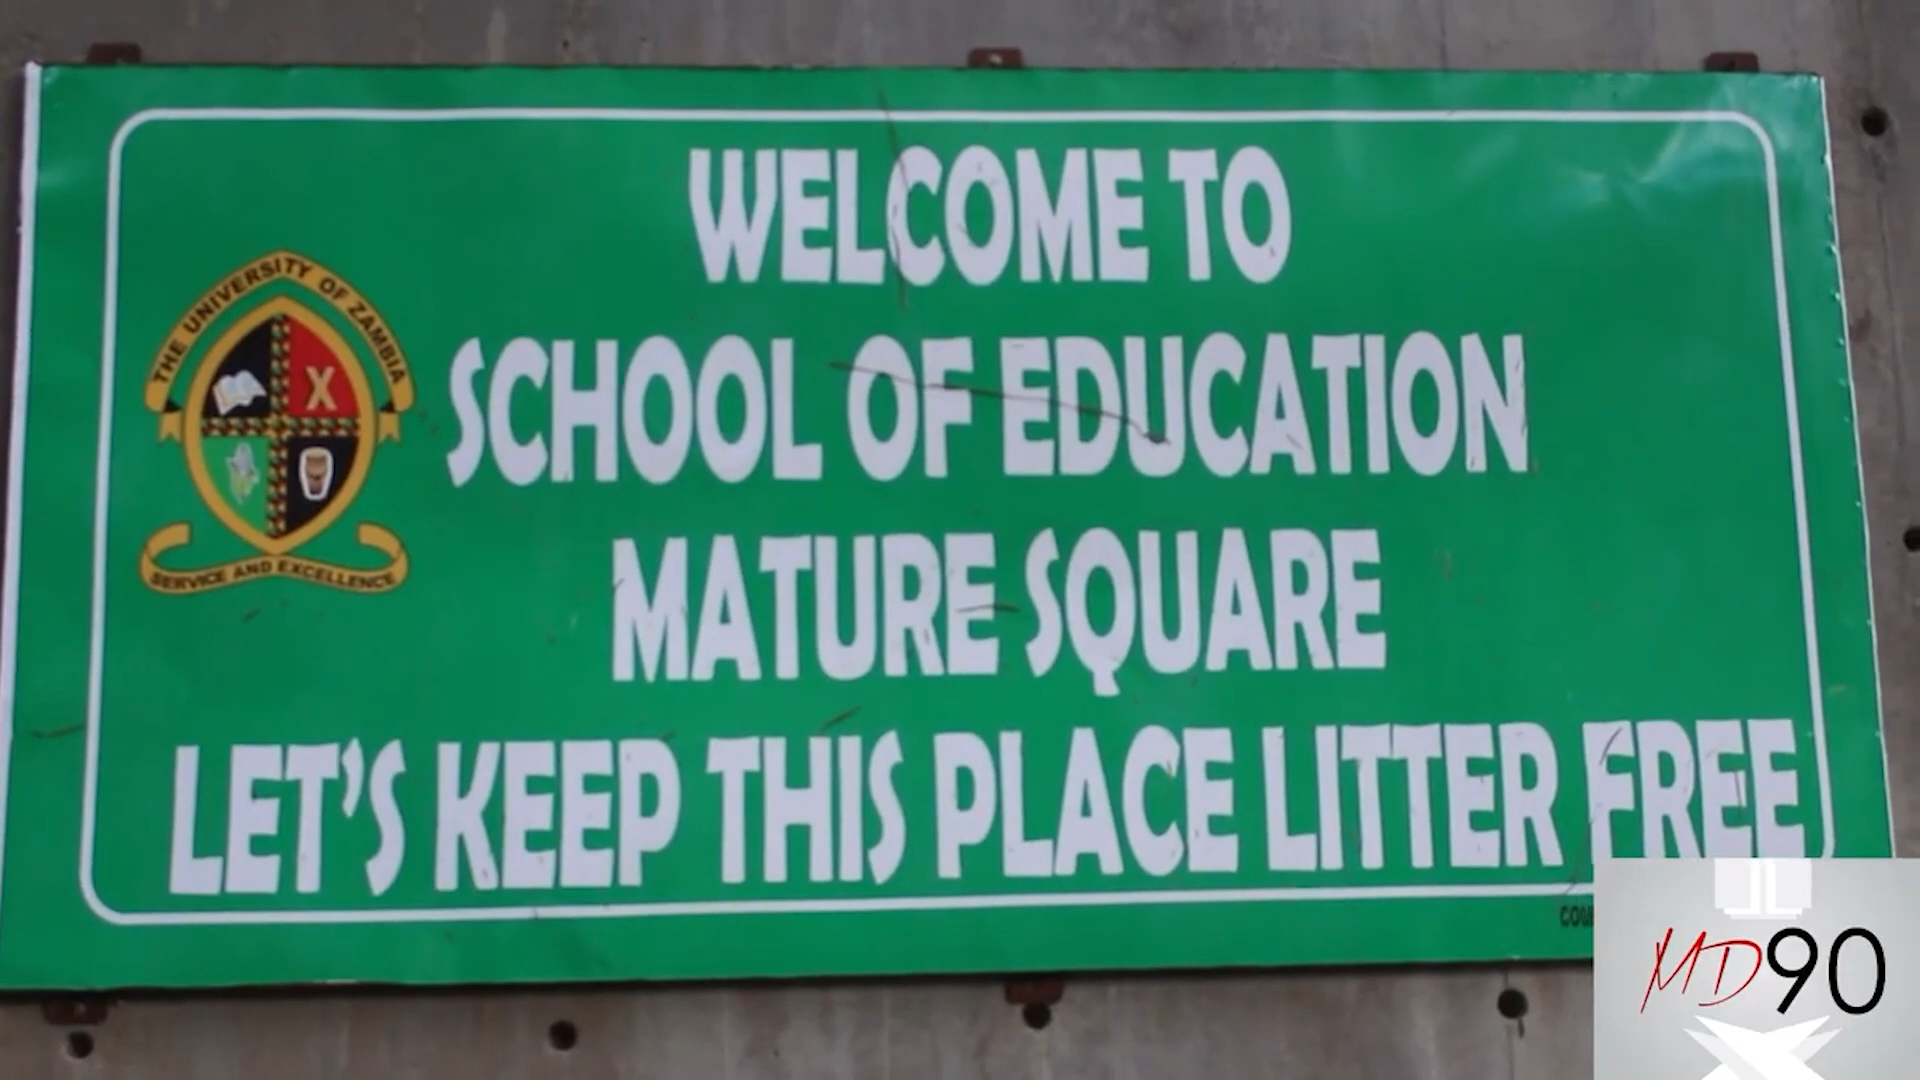 WELCOME TO
SCHOOL OF EDUCATION
MATURE SQUARE
LET'S KEEP THIS PLACE LITTER FREE
THE UNIVERSITY OF ZAMBIA
X
SERVICE AND EXCELLENCE
MD90